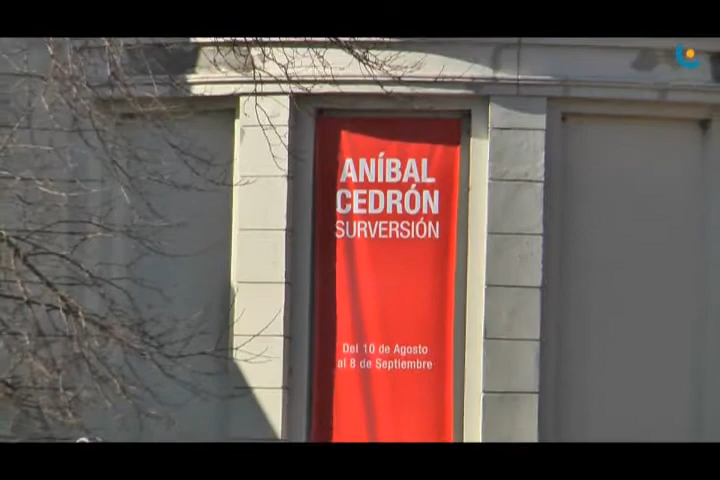 ANÍBAL
CEDRÓN
SURVERSIÓN
Del 10 de Agosto
al 8 de Septiembre